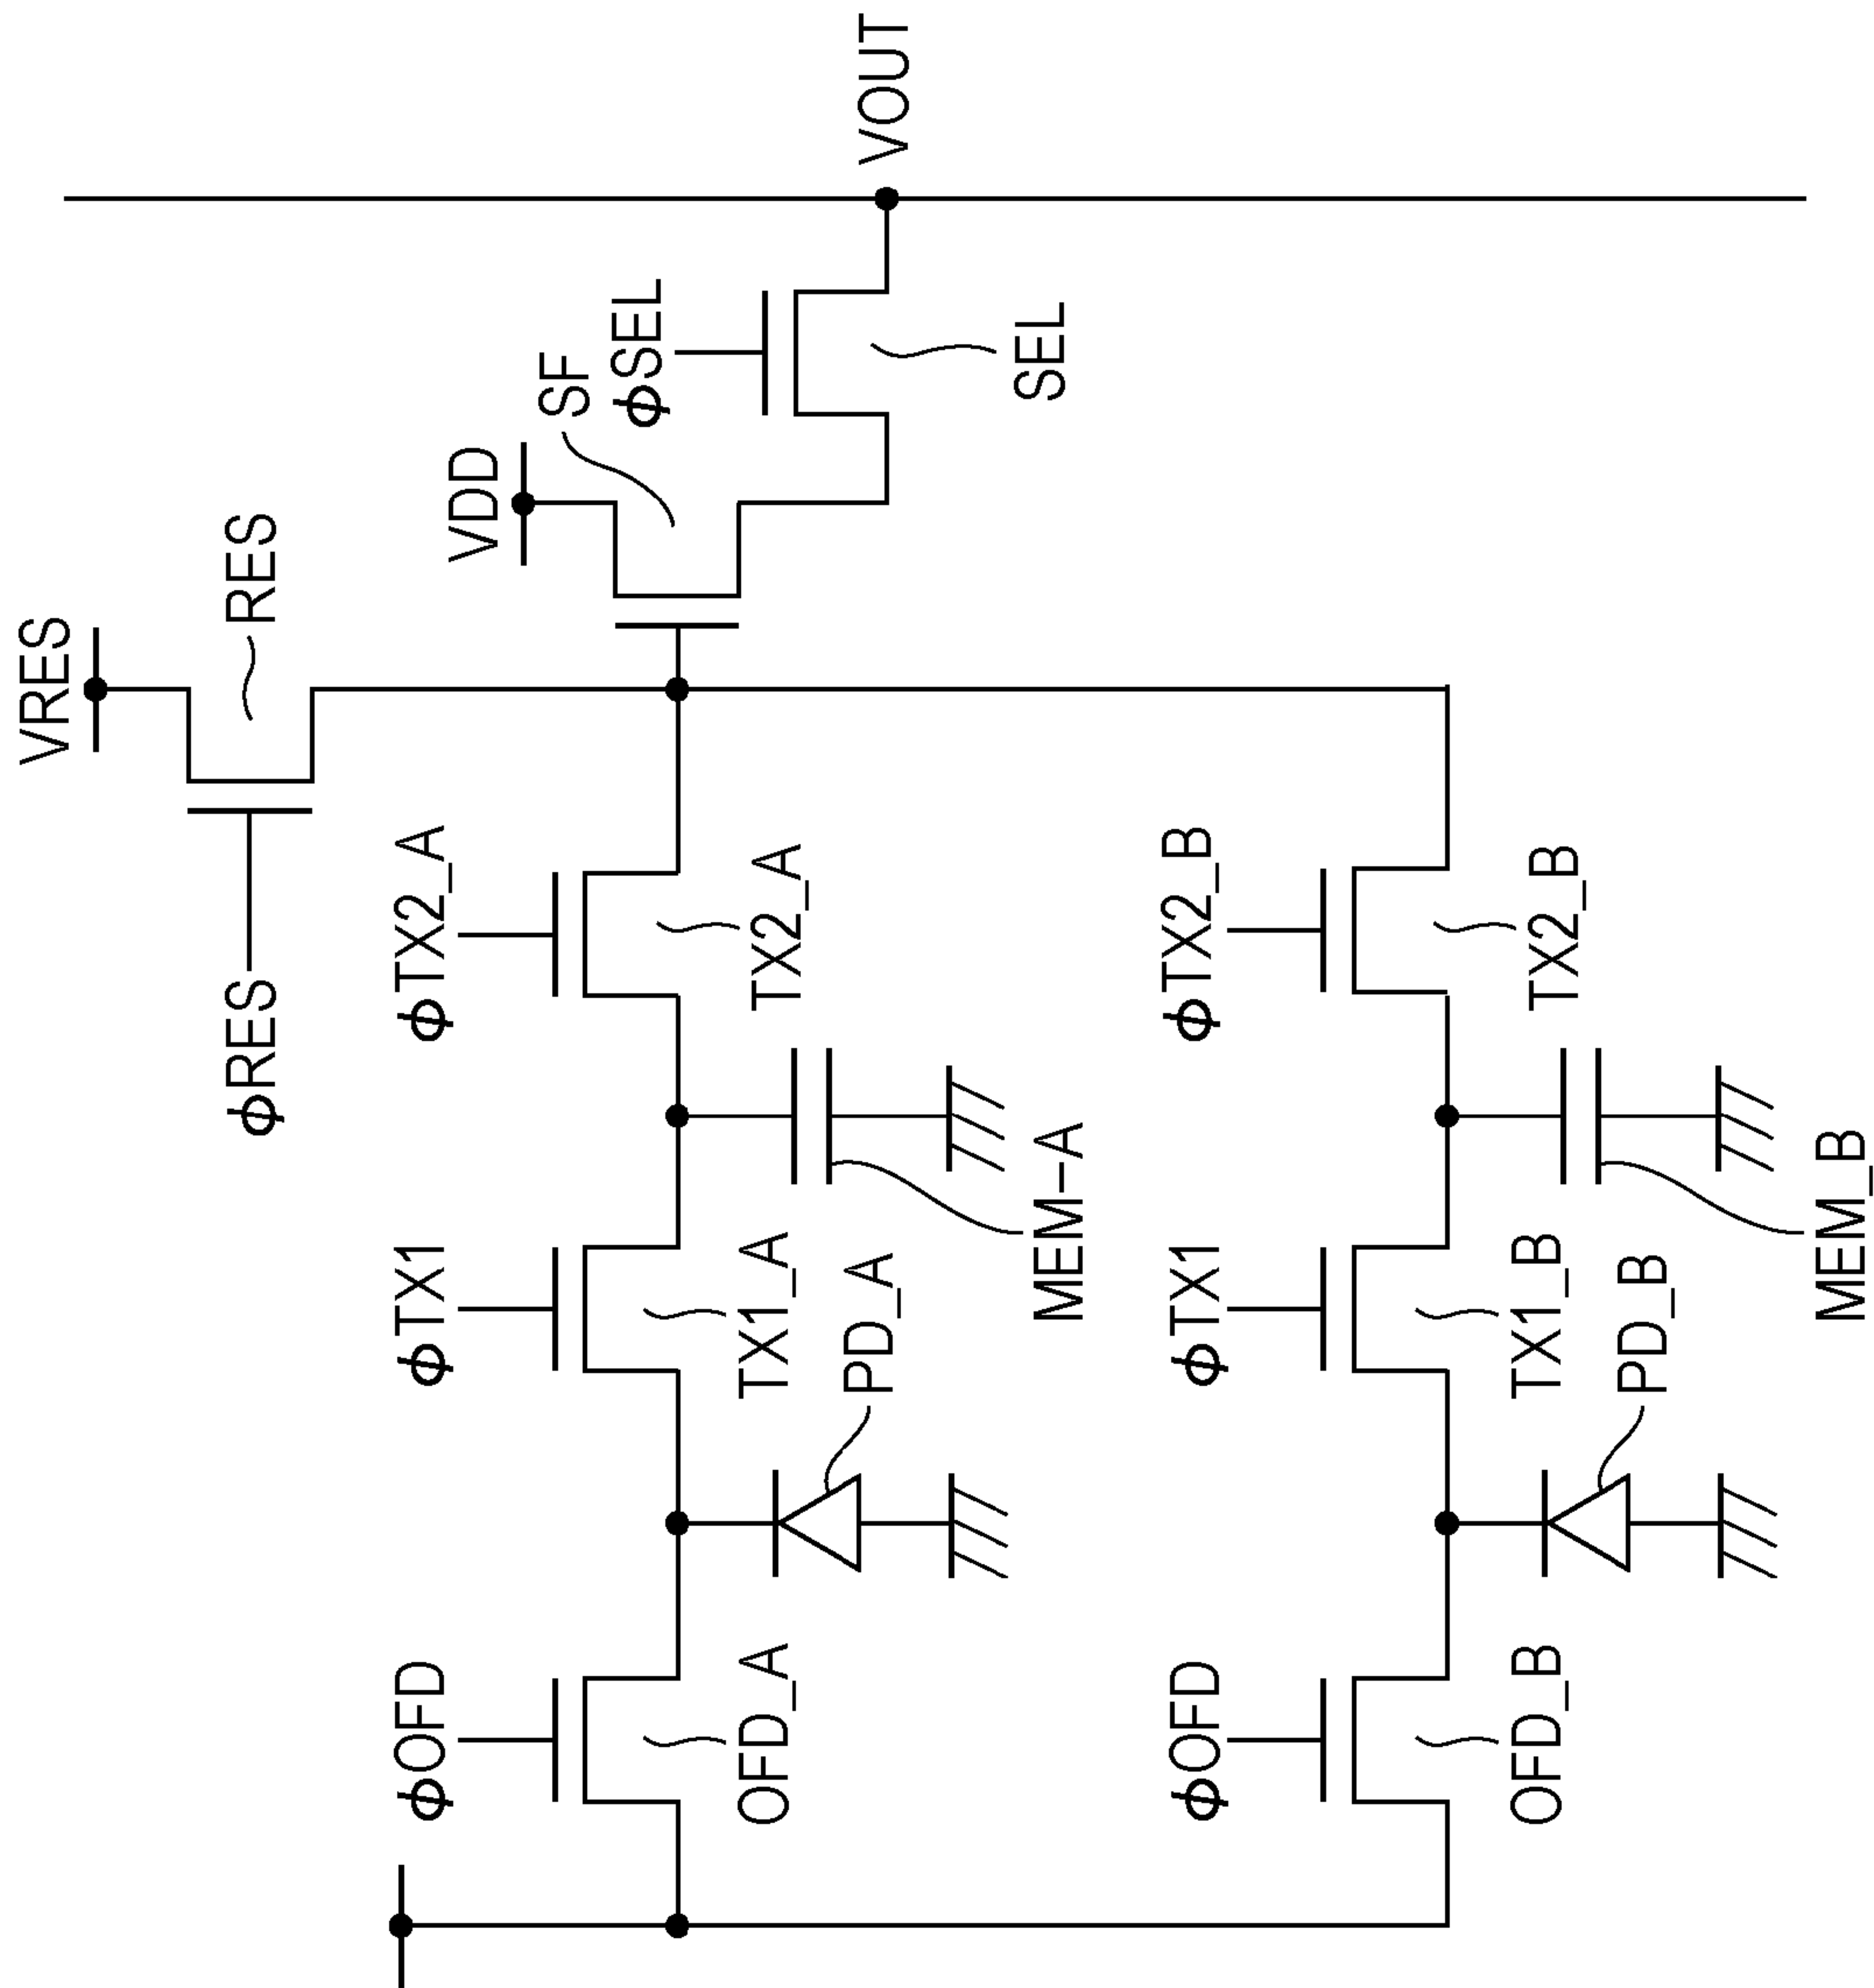 VRES
RES
φRES
VDD
SF
φSEL
SEL
VOUT
φOFD
φTX1
φTX2_A
OFD_A
TX1_A
TX2_A
PD_A
MEM-A
φOFD
φTX1
φTX2_B
OFD_B
TX1_B
TX2_B
PD_B
MEM_B